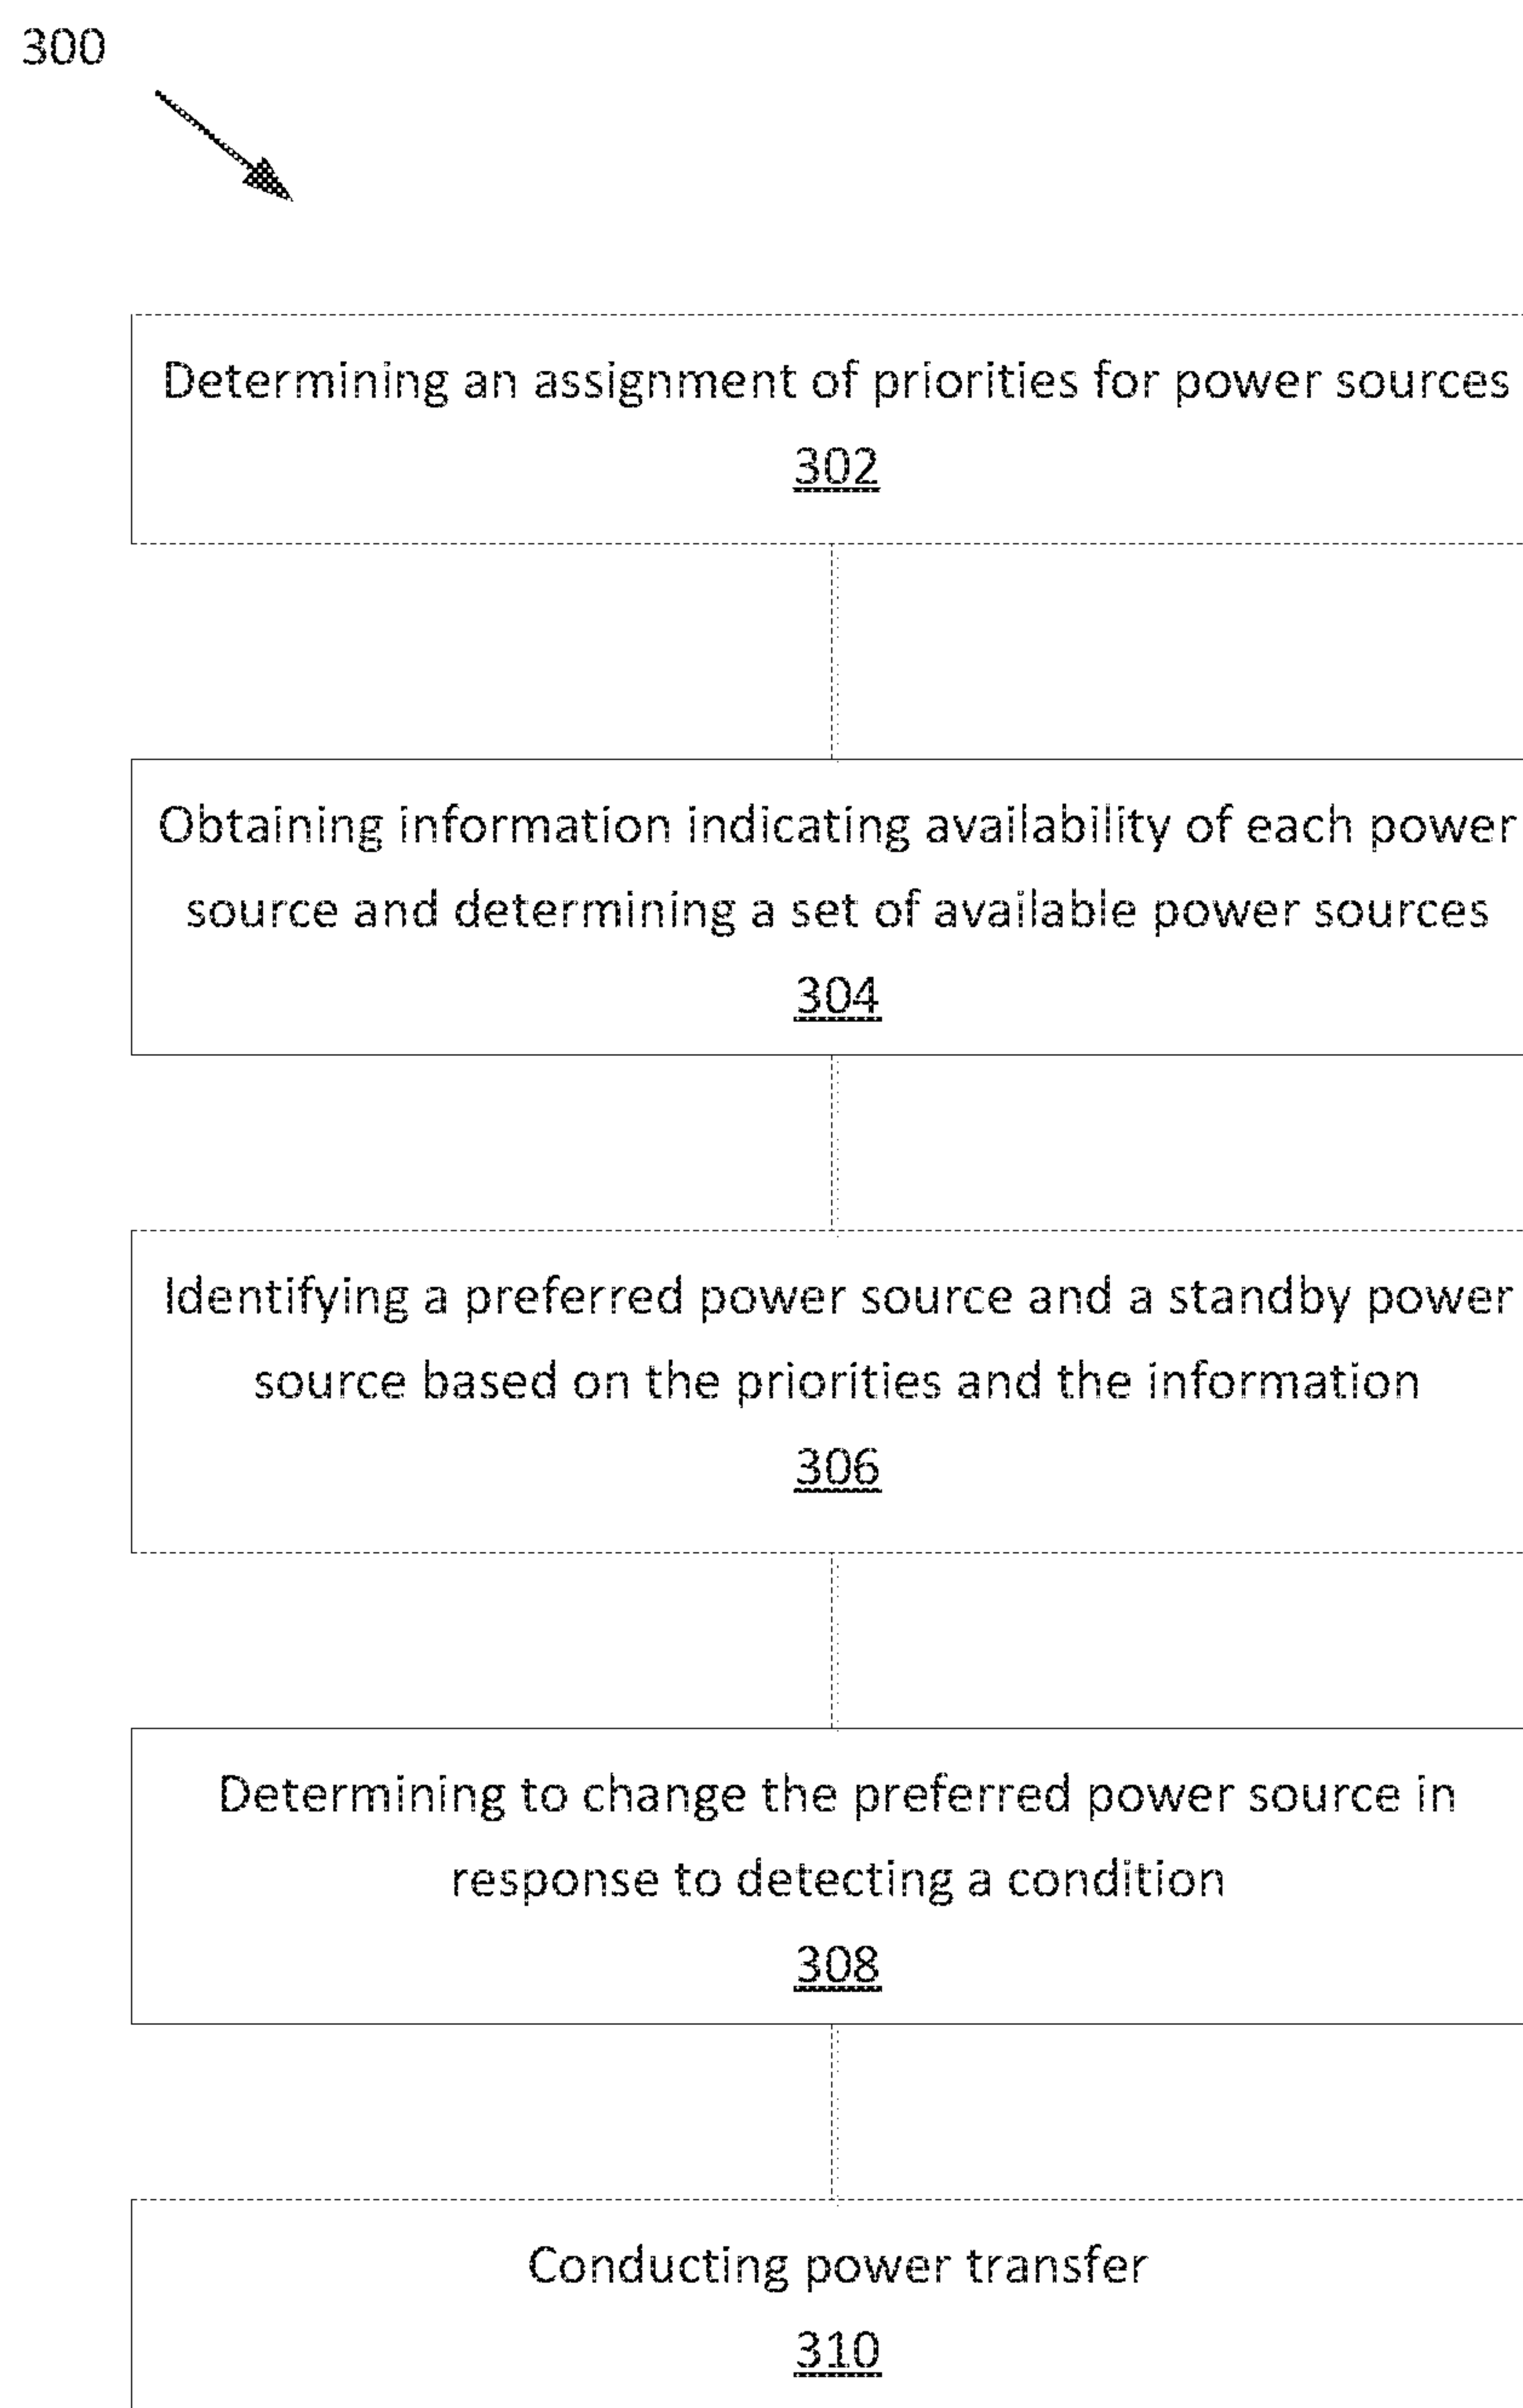 300
Determining an assignment of priorities for power sources
302
Obtaining information indicating availability of each power
source and determining a set of available power sources
304
Identifying a preferred power source and a standby power
source based on the priorities and the information
306
Determining to change the preferred power source in
response to detecting a condition
308
Conducting power transfer
310